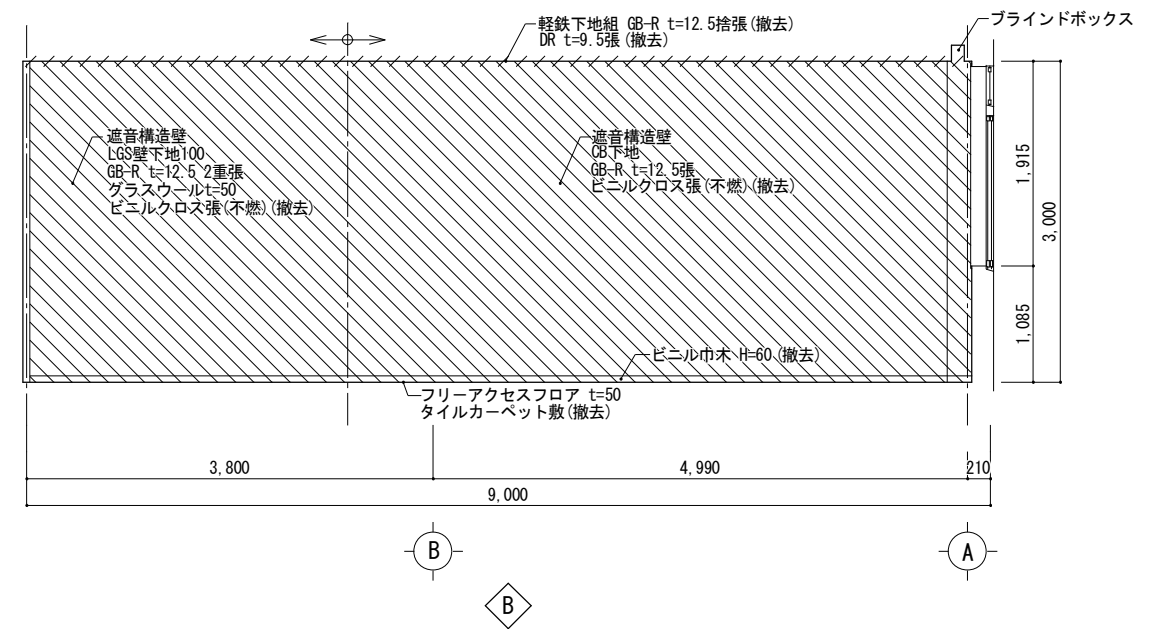 軽鉄下地組 GB-R t=12.5捨張(撤去)
DR t=9.5張(撤去)
ブラインドボックス
遮音構造壁
LGS壁下地100
GB-R t=12.5 2重張
グラスウールt=50
ビニルクロス張(不燃)(撤去)
遮音構造壁
CB下地
GB-R t=12.5張
ビニルクロス張(不燃)(撤去)
1,915
3,000
1,085
ビニル巾木 H=60(撤去)
フリーアクセスフロア t=50
タイルカーペット敷(撤去)
3,800
4,990
210
9,000
B
A
B